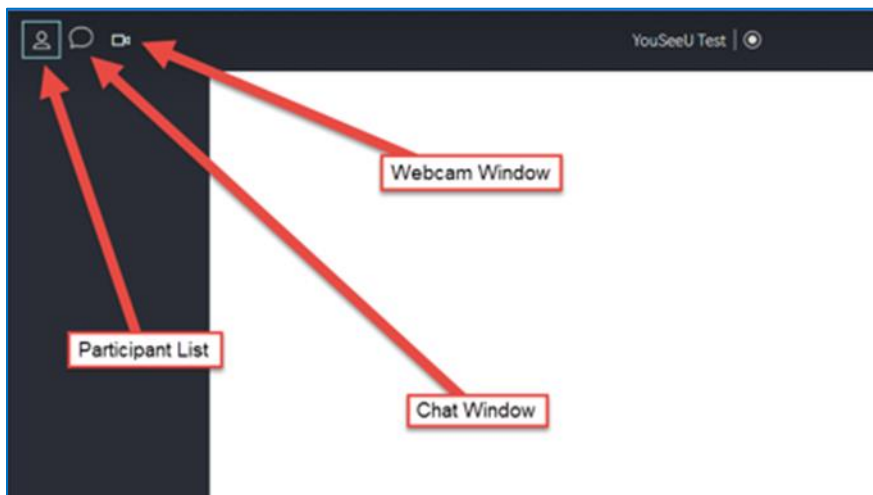 YouSeeU Test
Webcam Window
Participant List
Chat Window